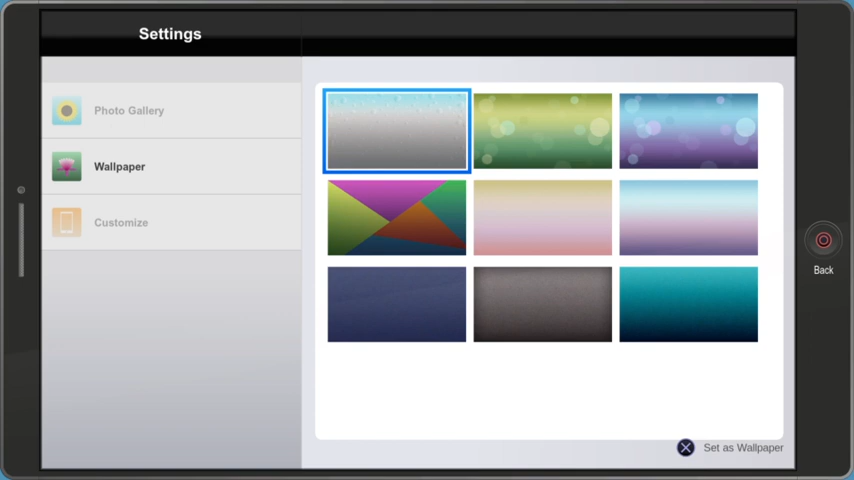 Settings
Photo Gallery
Wallpaper
Customize
Back
Set as Wallpaper